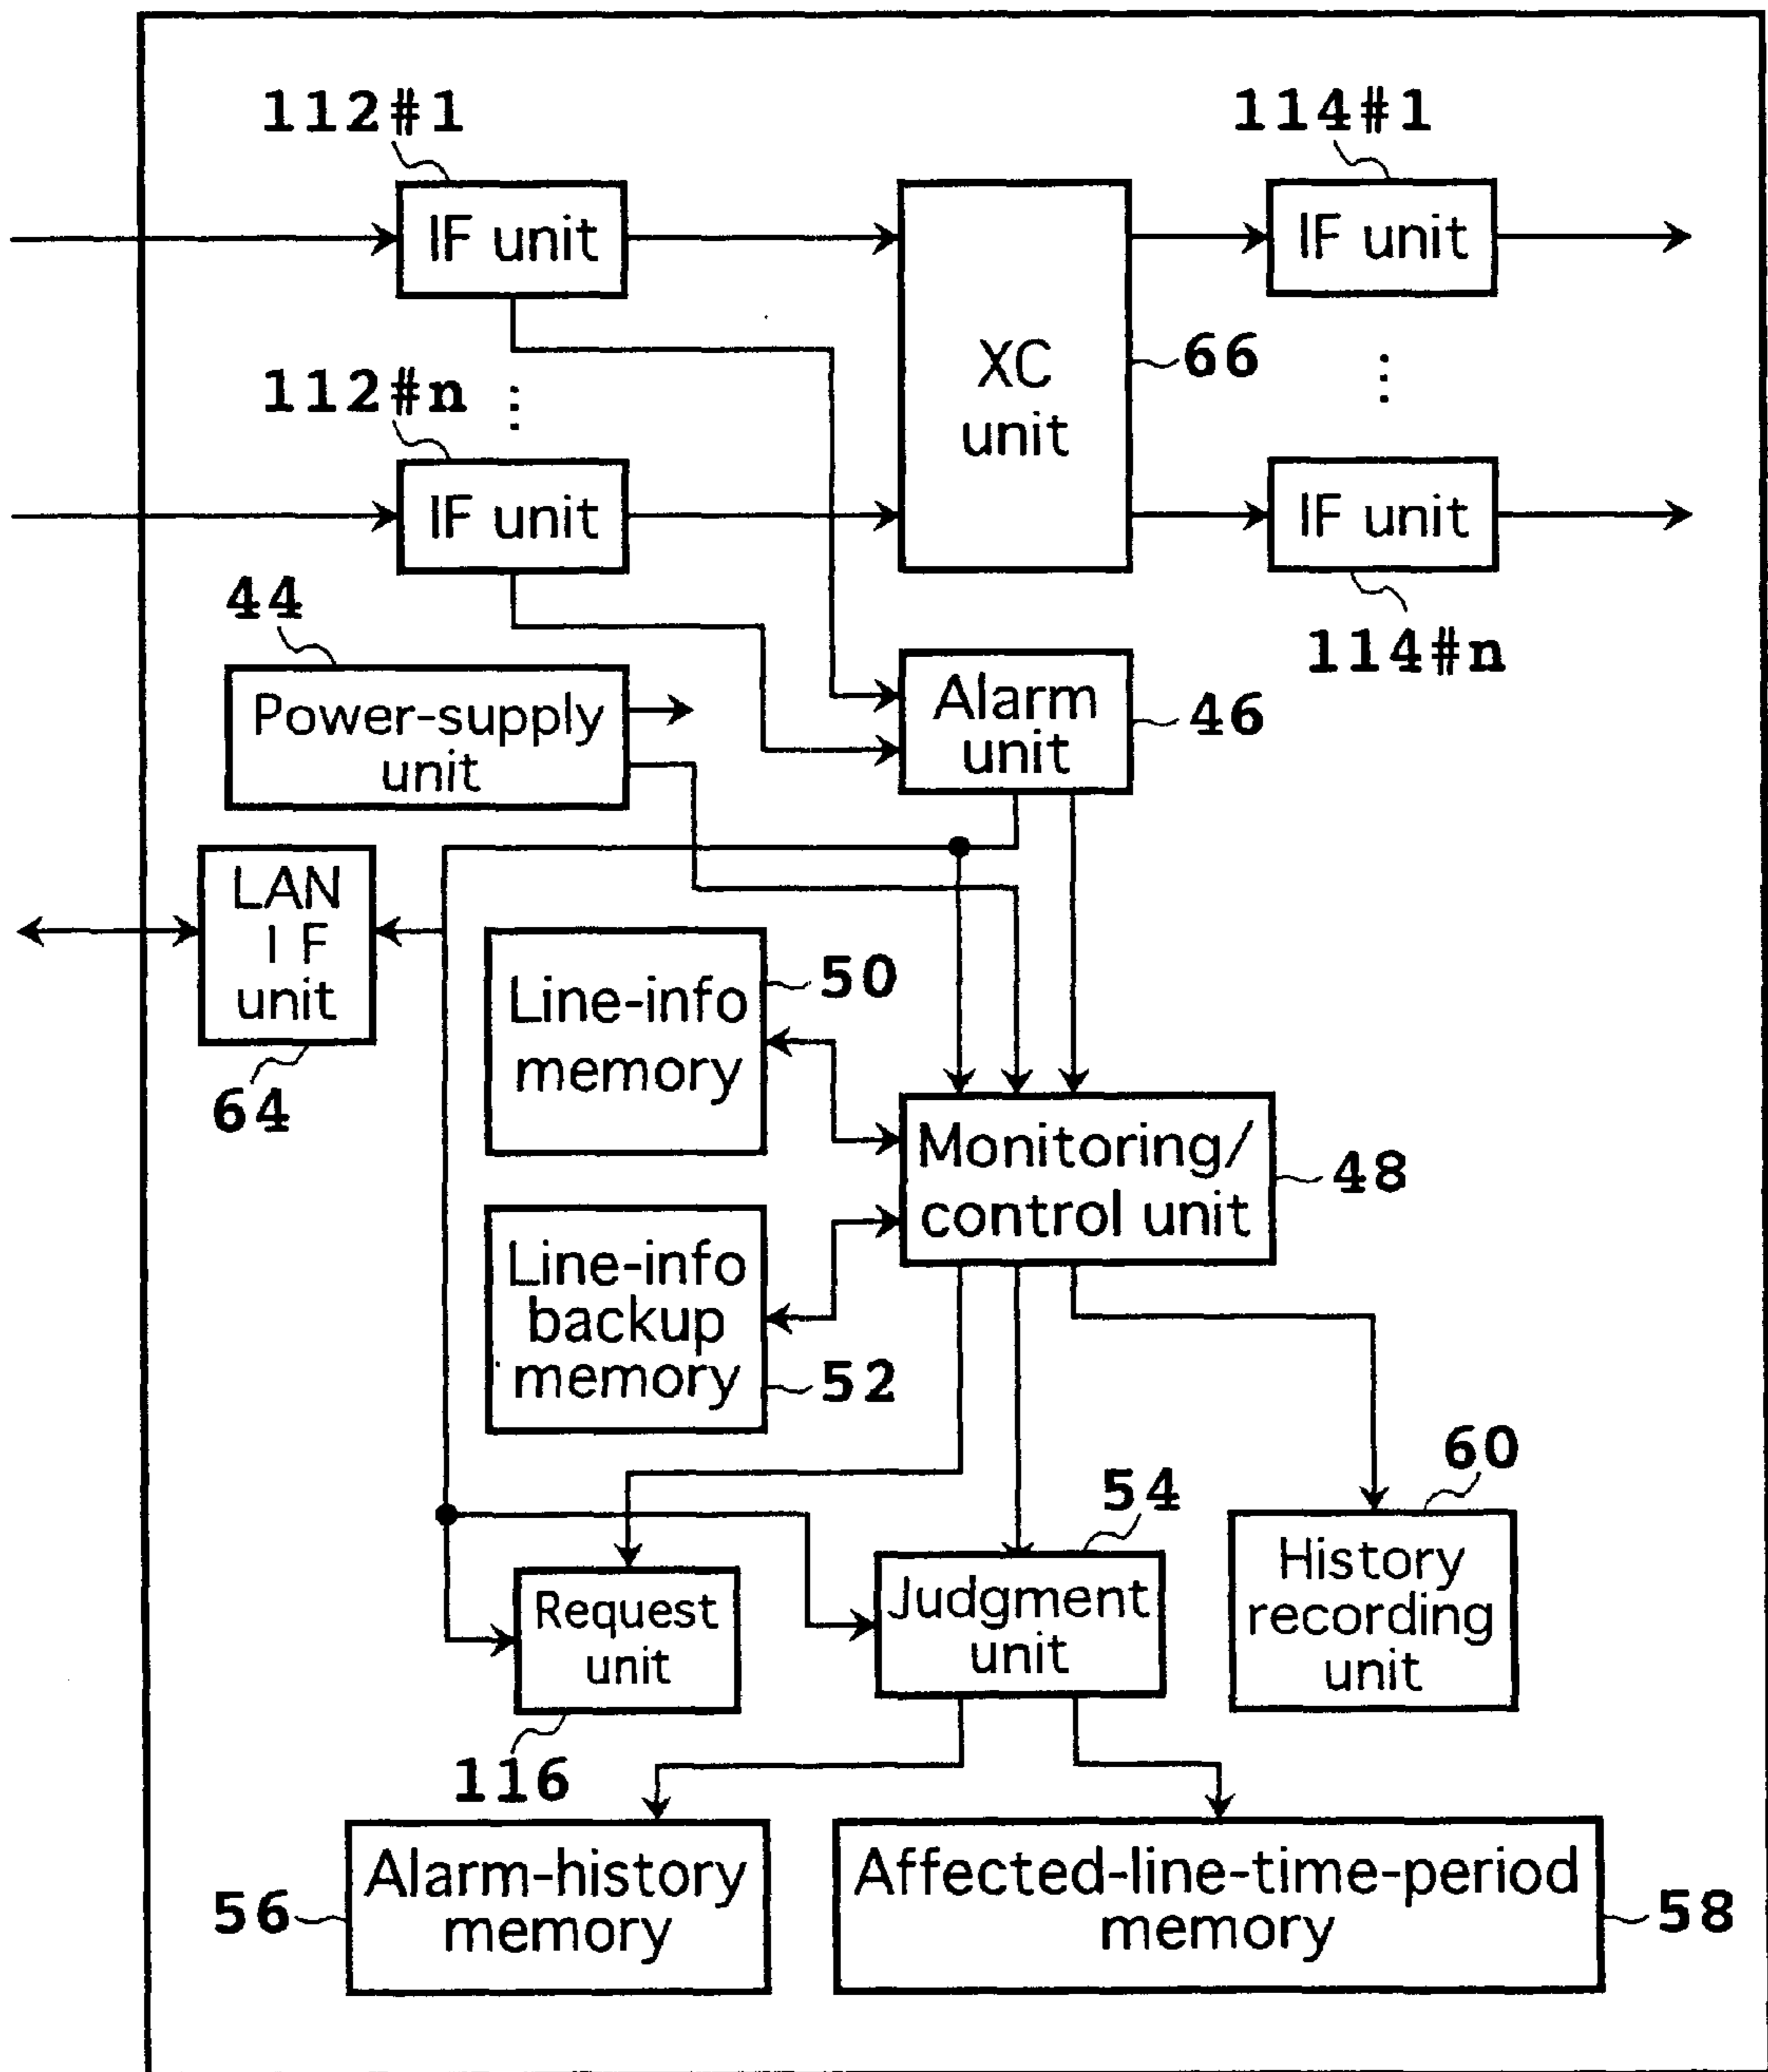 112#1
114#1
IF unit
IF unit
XC
unit
66
112#n
IF unit
IF unit
114#n
44
Power-supply
unit
Alarm
unit
46
LAN
I F
unit
64
Line-info
memory
50
Monitoring/
control unit
48
Line-info
backup
memory
52
60
54
Request
unit
116
Judgment
unit
History
recording
unit
Alarm-history
memory
56
Affected-line-time-period
memory
58